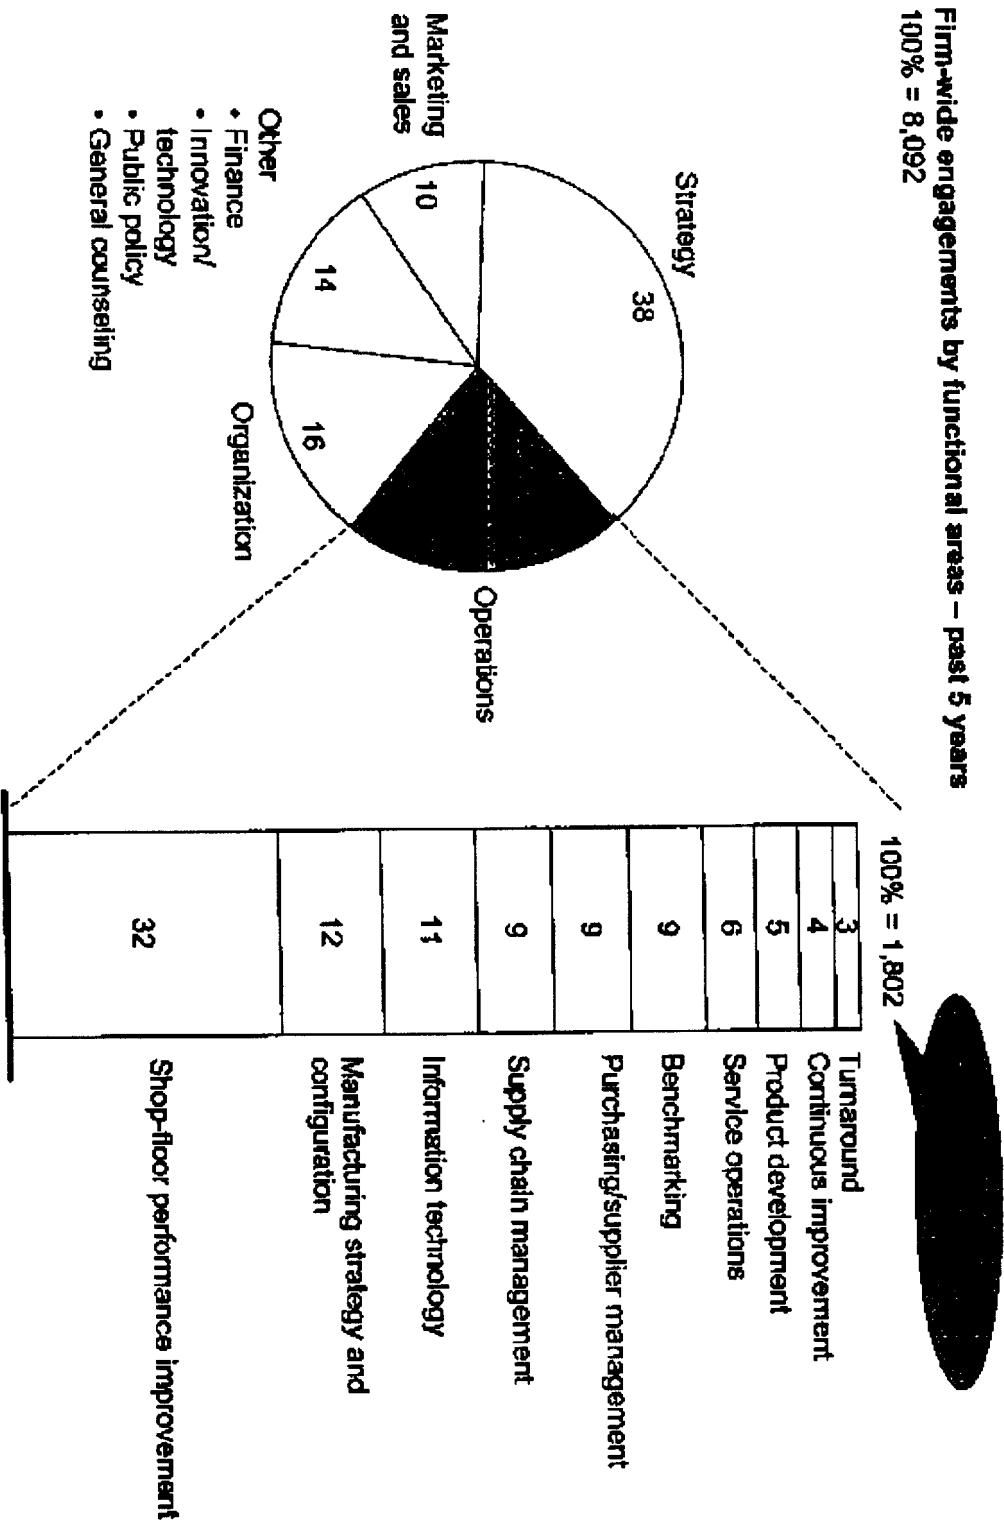 Firm-wide engagements by functional areas – past 5 years
100% = 8,092
Strategy
38
Marketing
and sales
10
Other
• Finance
• Innovation/
technology
• Public policy
• General counseling
14
Organization
16
Operations
100% = 1,802
3
Turnaround
4
Continuous improvement
5
Product development
6
Service operations
9
Benchmarking
9
Purchasing/supplier management
9
Supply chain management
11
Information technology
12
Manufacturing strategy and
configuration
32
Shop-floor performance improvement